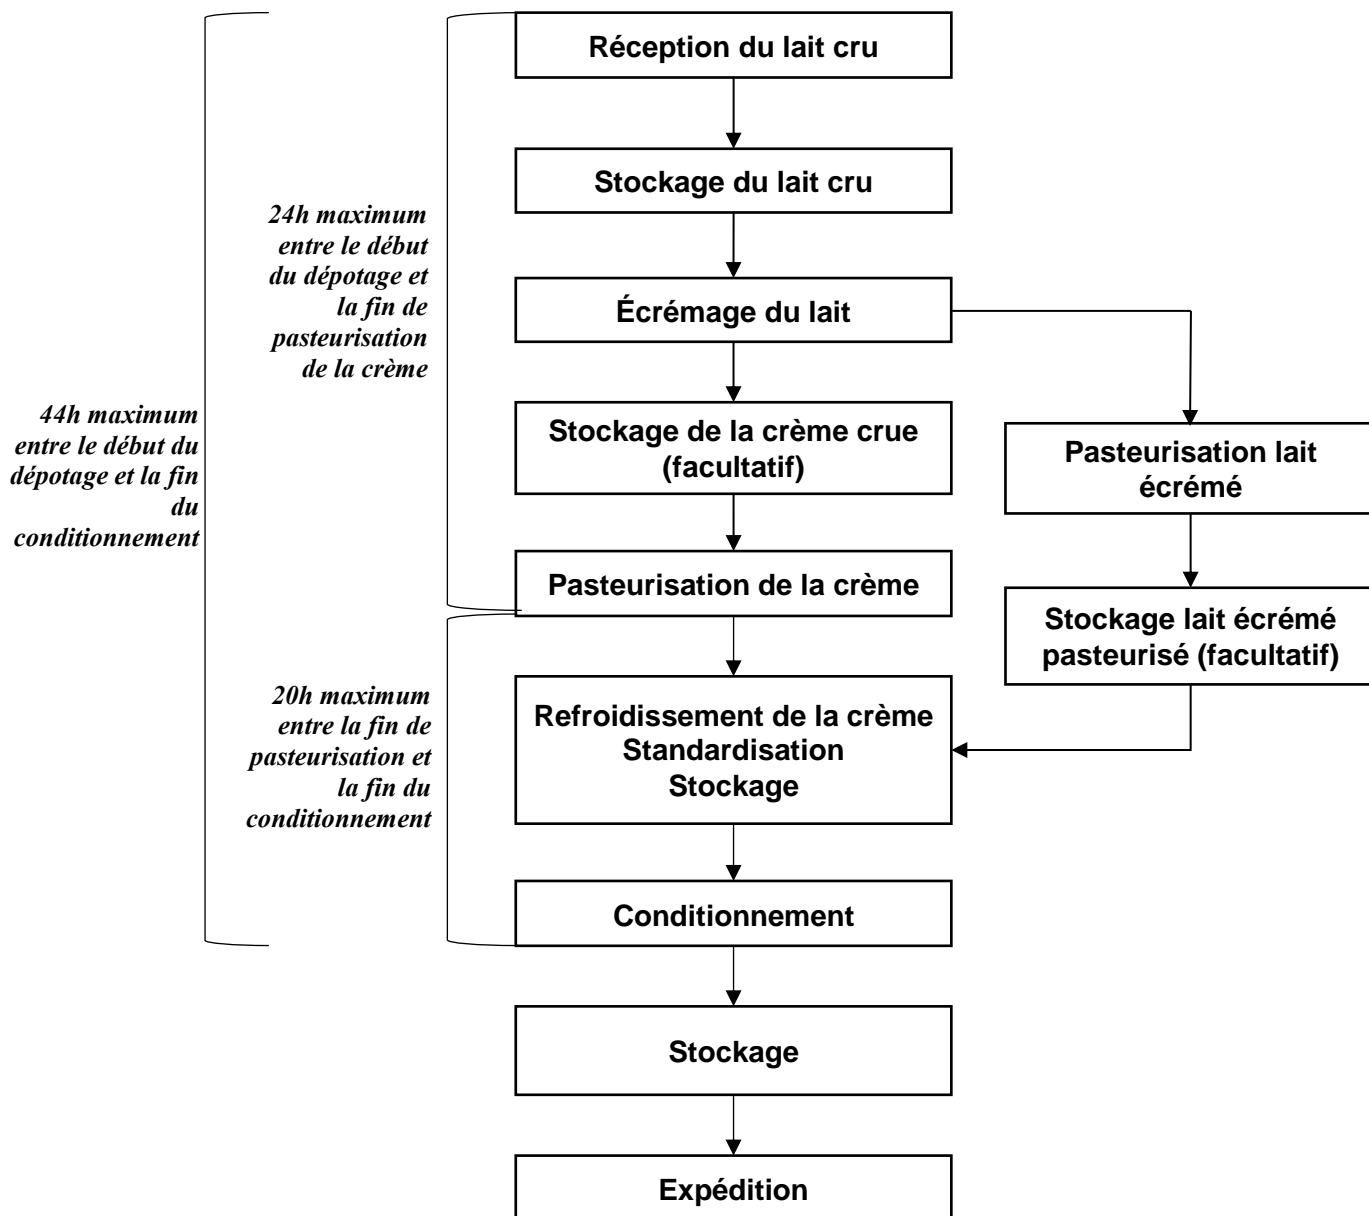 Réception du lait cru
Stockage du lait cru
24h maximum
entre le début
du dépotage et
la fin de
pasteurisation
de la crème
Écrémage du lait
44h maximum
entre le début du
dépotage et la fin
du
conditionnement
Stockage de la crème crue
(facultatif)
Pasteurisation lait
écrémé
Pasteurisation de la crème
Stockage lait écrémé
pasteurisé (facultatif)
20h maximum
entre la fin de
pasteurisation et
la fin du
conditionnement
Refroidissement de la crème
Standardisation
Stockage
Conditionnement
Stockage
Expédition